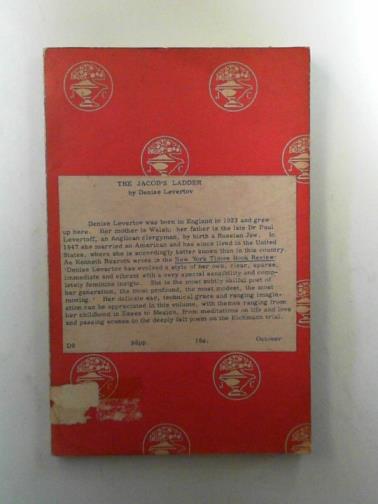 THE JACOB'S LADDER
by Denise Levertov
Denise Levertov was born in England in 1923 and grew
up here. Her mother is Welsh; her father is the late Dr Paul
Levertoff, an Anglican clergyman, by birth a Russian Jew. In
1947 she married an American and has since lived in the United
States, where she is accordingly better known than in this country.
As Kenneth Rexroth wrote in the New York Times Book Review:
'Denise Levertov has evolved a style of her own, clear, sparse,
immediate and vibrant with a very special sensibility and comp-
letely feminine insight. She is the most subtly skilful poet of
her generation, the most profound, the most modest, the most
moving.' Her delicate ear, technical grace and ranging imagin-
ation can be appreciated in this volume, with themes ranging from
her childhood in Essex to Mexico, from meditations on life and love
and passing scenes to the deeply felt poem on the Eichmann trial.
D8 96pp. 16s. October
J C
J C
J C
J C